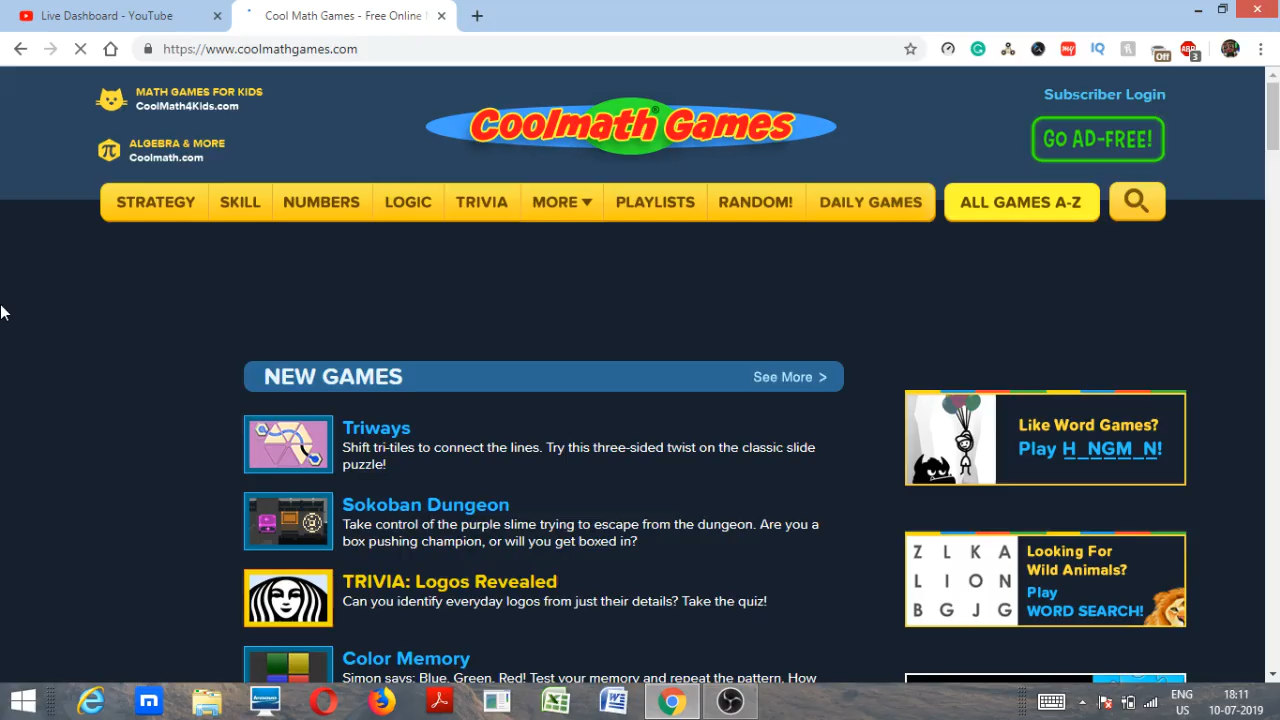 Live Dashboard - YouTube
Cool Math Games - Free Online
https://www.coolmathgames.com
Off
ABP
3
MATH GAMES FOR KIDS
CoolMath4Kids.com
ALGEBRA & MORE
Coolmath.com
Coolmath Games
Subscriber Login
GO AD-FREE!
STRATEGY
SKILL
NUMBERS
LOGIC
TRIVIA
MORE
PLAYLISTS
RANDOM!
DAILY GAMES
ALL GAMES A-Z
NEW GAMES
See More >
Triways
Shift tri-tiles to connect the lines. Try this three-sided twist on the classic slide
puzzle!
Sokoban Dungeon
Take control of the purple slime trying to escape from the dungeon. Are you a
box pushing champion, or will you get boxed in?
TRIVIA: Logos Revealed
Can you identify everyday logos from just their details? Take the quiz!
Color Memory
Simon says: Blue, Green, Red! Test your memory and repeat the pattern. How
Like Word Games?
Play H_NGM_N!
Z L K A
L I O N
B G J G
Looking For
Wild Animals?
Play
WORD SEARCH!
ENG
US
18:11
10-07-2019